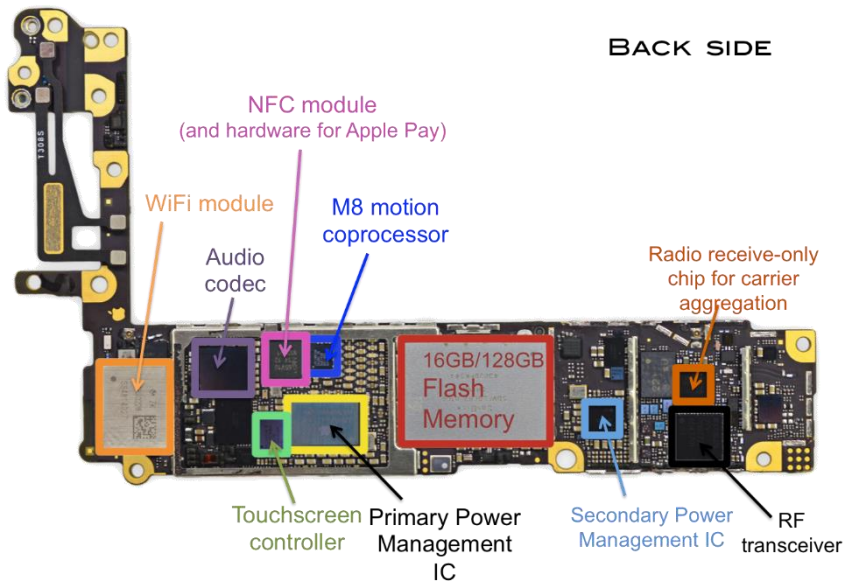 BACK SIDE
NFC module
(and hardware for Apple Pay)
T308S
WiFi module
M8 motion
coprocessor
Audio
codec
Radio receive-only
chip for carrier
aggregation
16GB/128GB
Flash
Memory
Touchscreen
controller
Primary Power
Management
IC
Secondary Power
Management IC
RF
transceiver